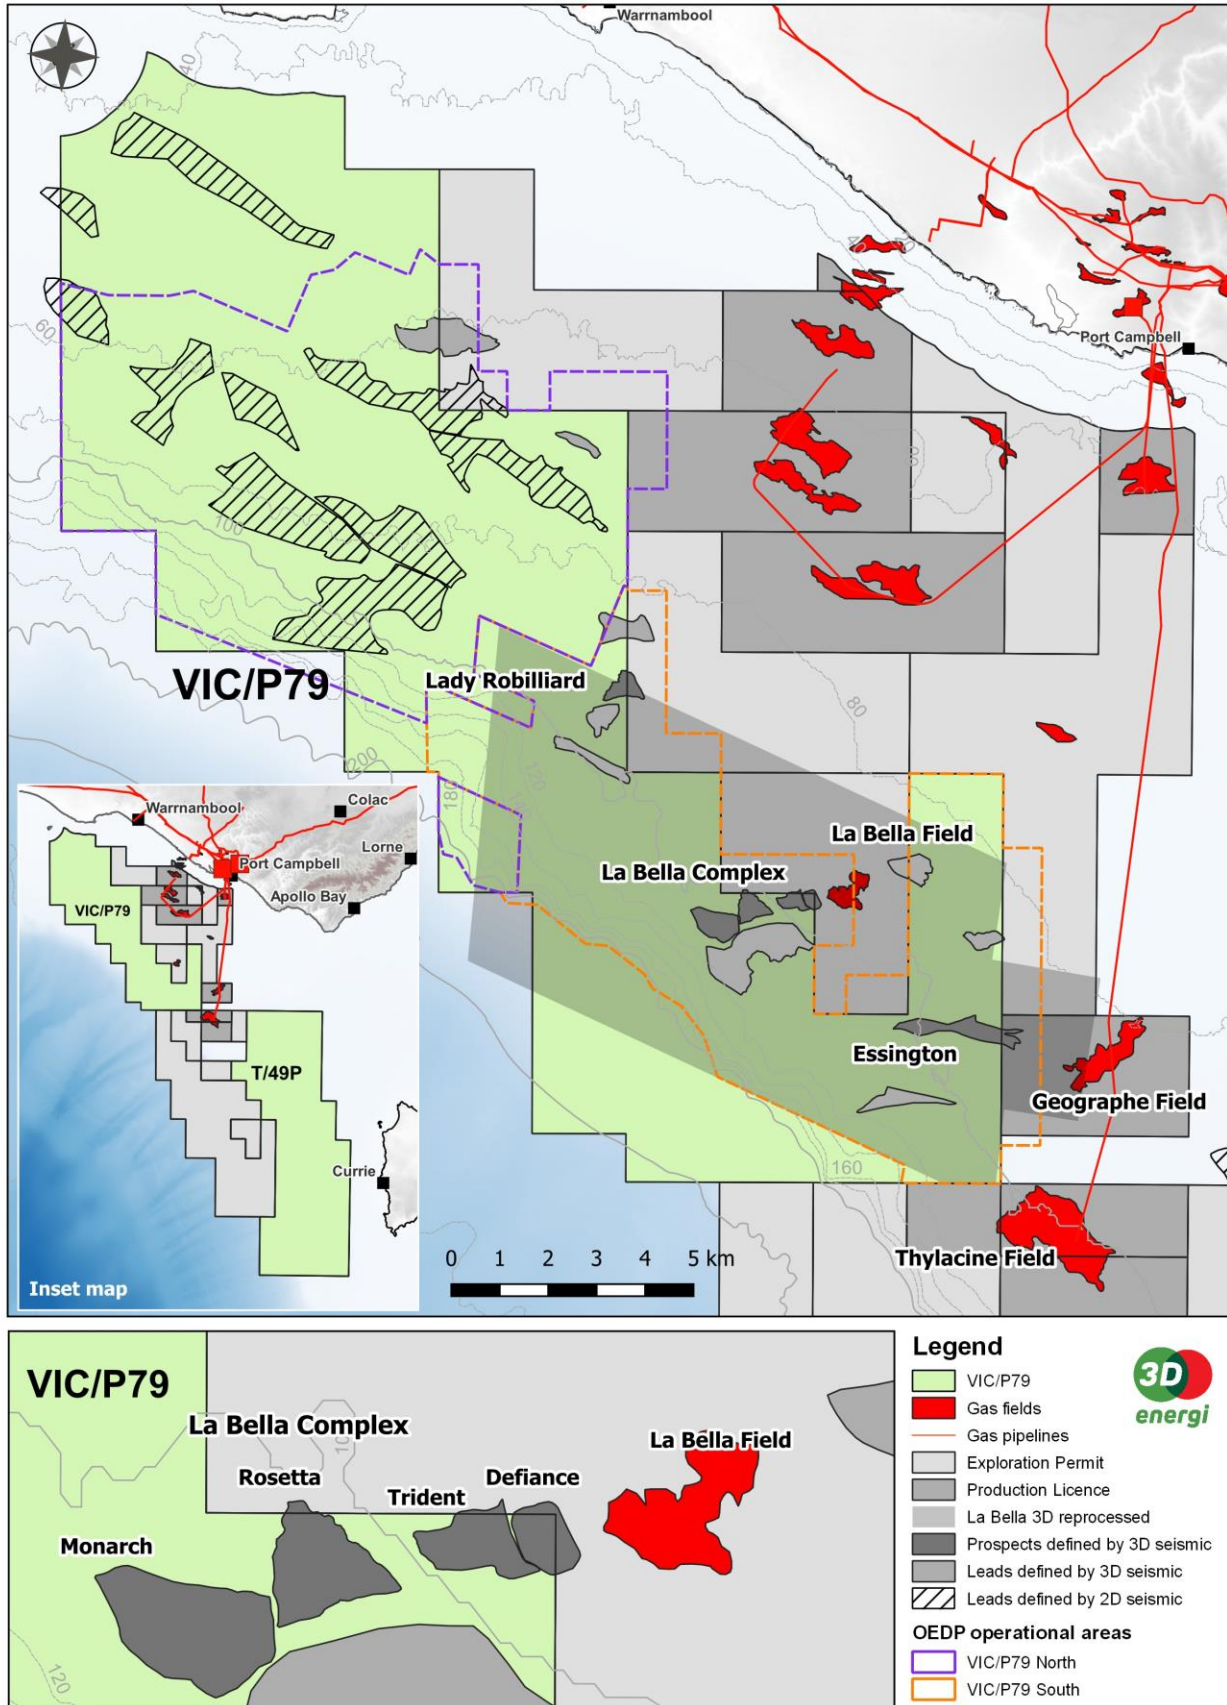 Warrnambool
40
40
20
Port Campbell
60
60
100
VIC/P79
Lady Robilliard
80
200
180
120
La Bella Field
La Bella Complex
Essington
Geographe Field
160
Thylacine Field
0 1 2 3 4 5 km
Warrnambool
Colac
Port Campbell
Lorne
Apollo Bay
VIC/P79
T/49P
Currie
Inset map
VIC/P79
La Bella Complex
La Bella Field
Rosetta
Defiance
Trident
Monarch
120
Legend
3D
energi
VIC/P79
Gas fields
Gas pipelines
Exploration Permit
Production Licence
La Bella 3D reprocessed
Prospects defined by 3D seismic
Leads defined by 3D seismic
Leads defined by 2D seismic
OEDP operational areas
VIC/P79 North
VIC/P79 South